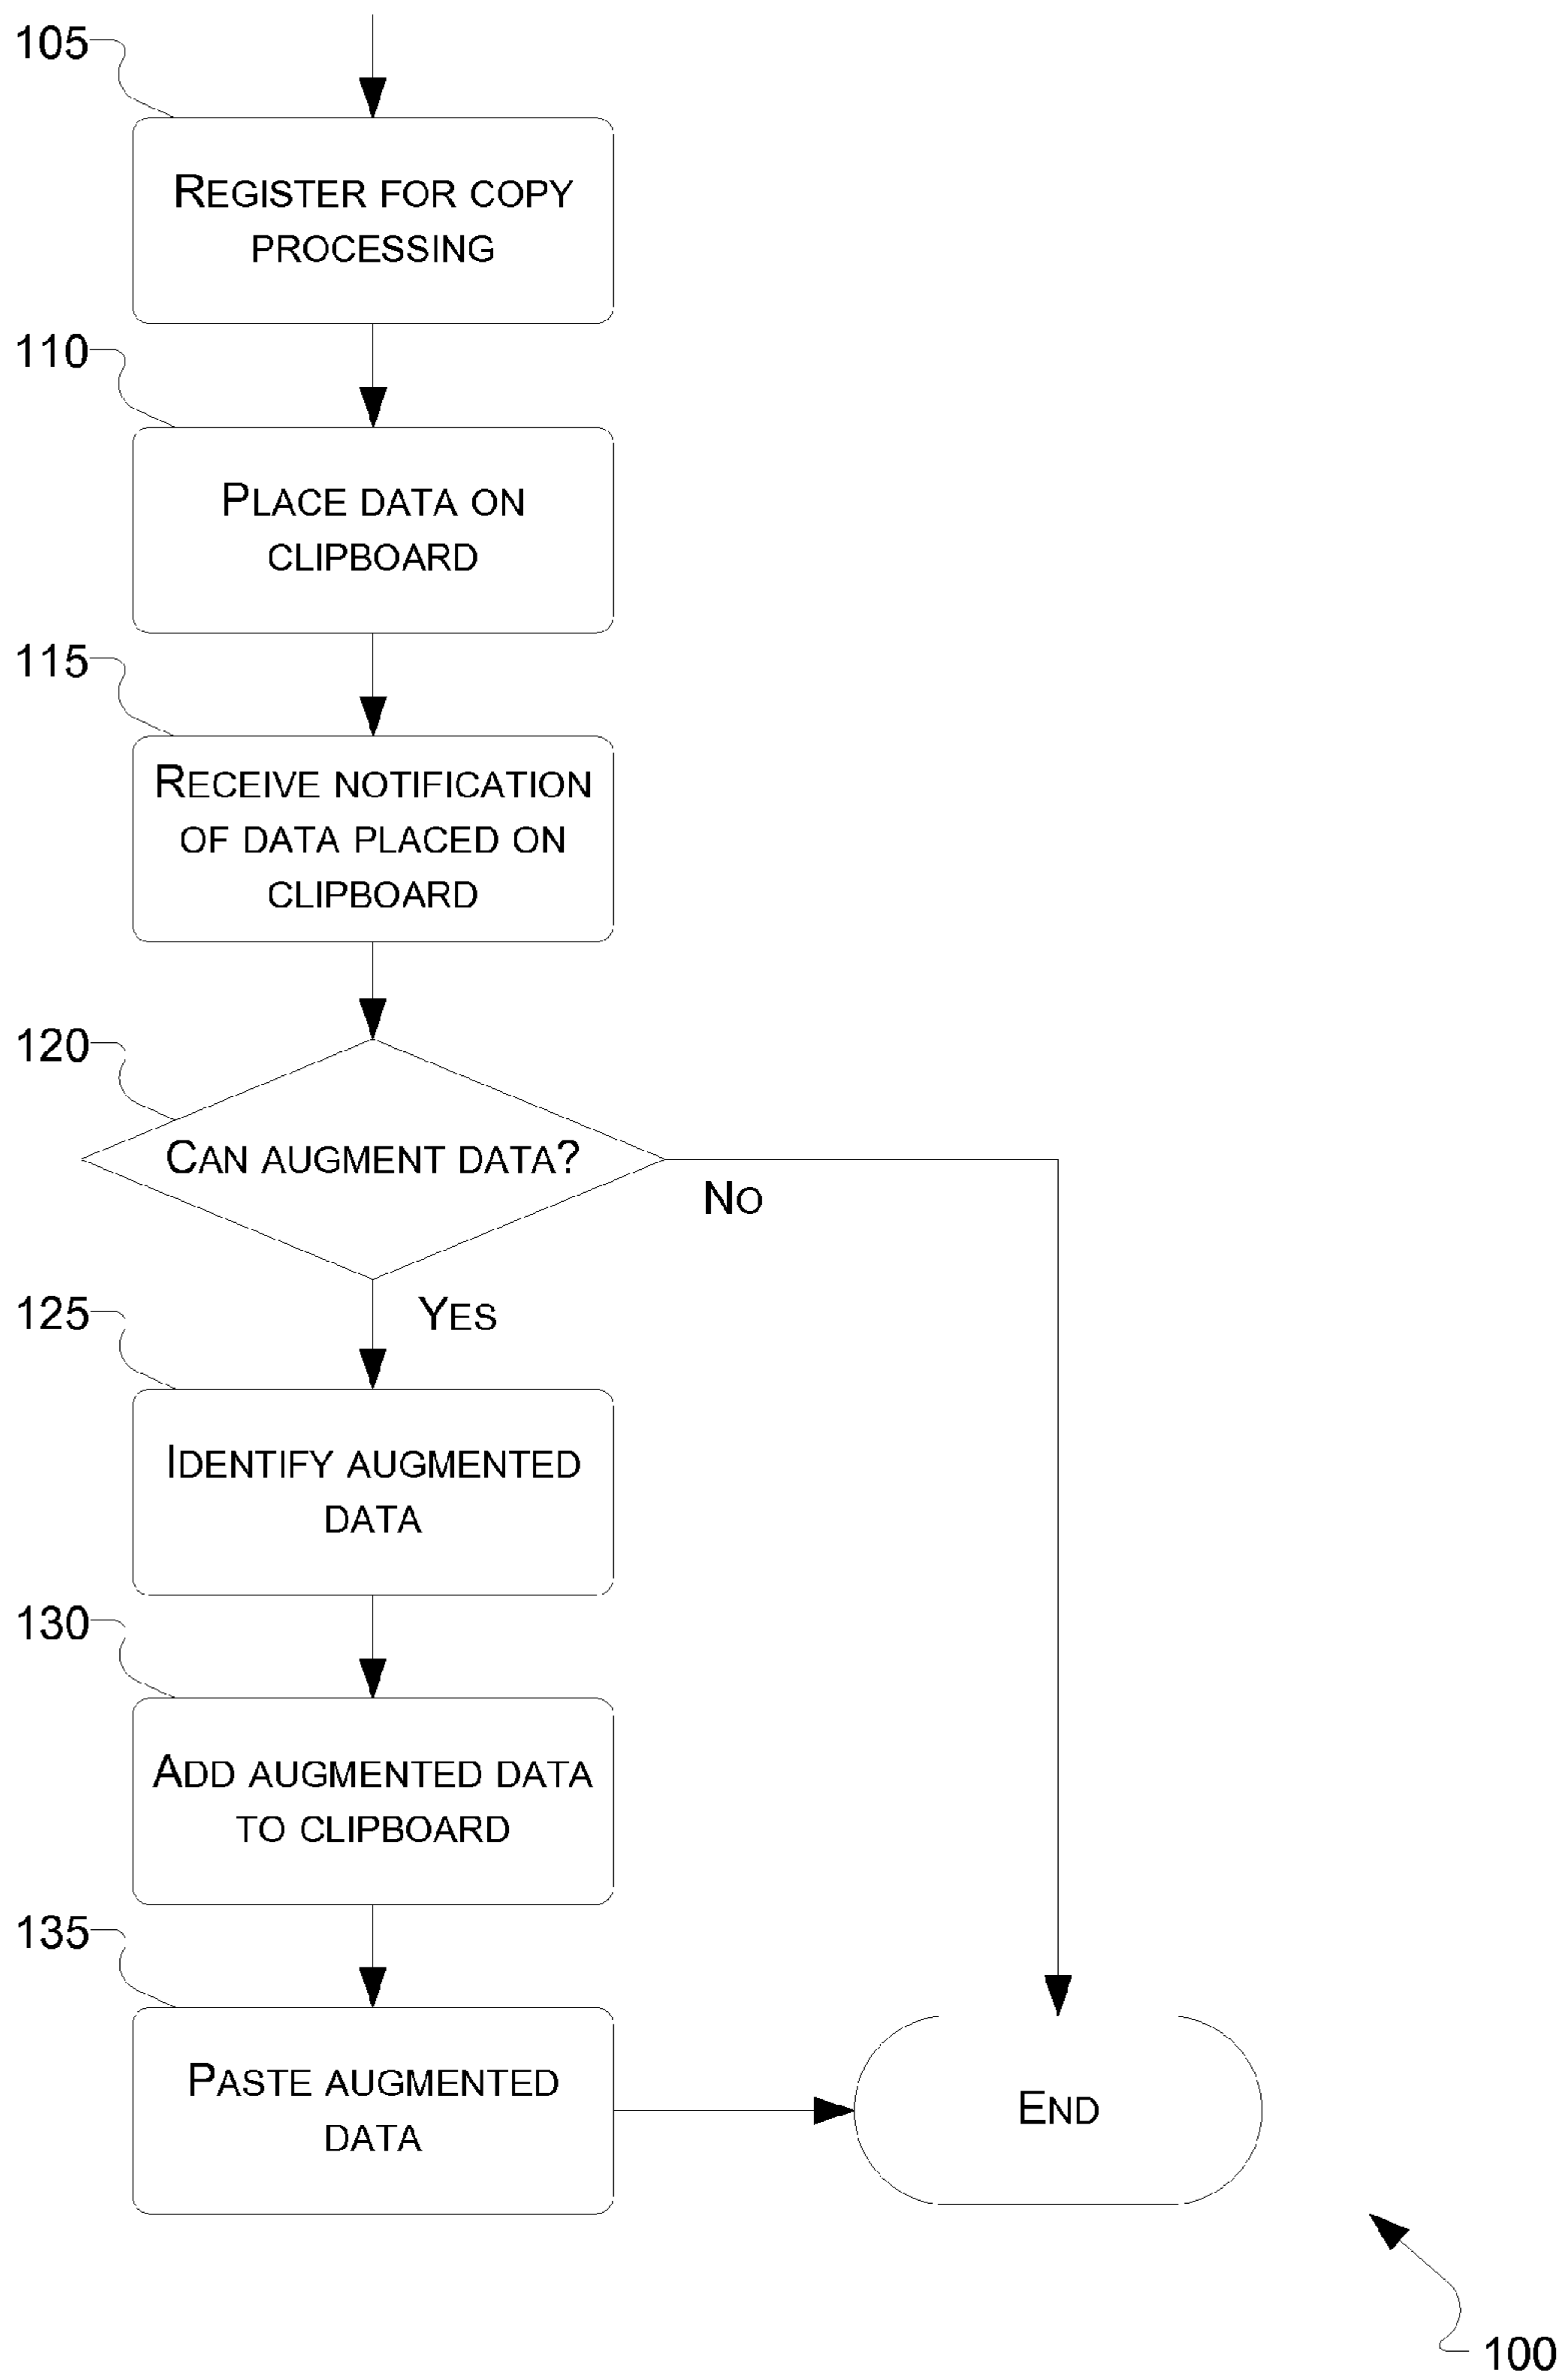 105
REGISTER FOR COPY
PROCESSING
110
PLACE DATA ON
CLIPBOARD
115
RECEIVE NOTIFICATION
OF DATA PLACED ON
CLIPBOARD
120
CAN AUGMENT DATA?
NO
YES
125
IDENTIFY AUGMENTED
DATA
130
ADD AUGMENTED DATA
TO CLIPBOARD
135
PASTE AUGMENTED
DATA
END
100